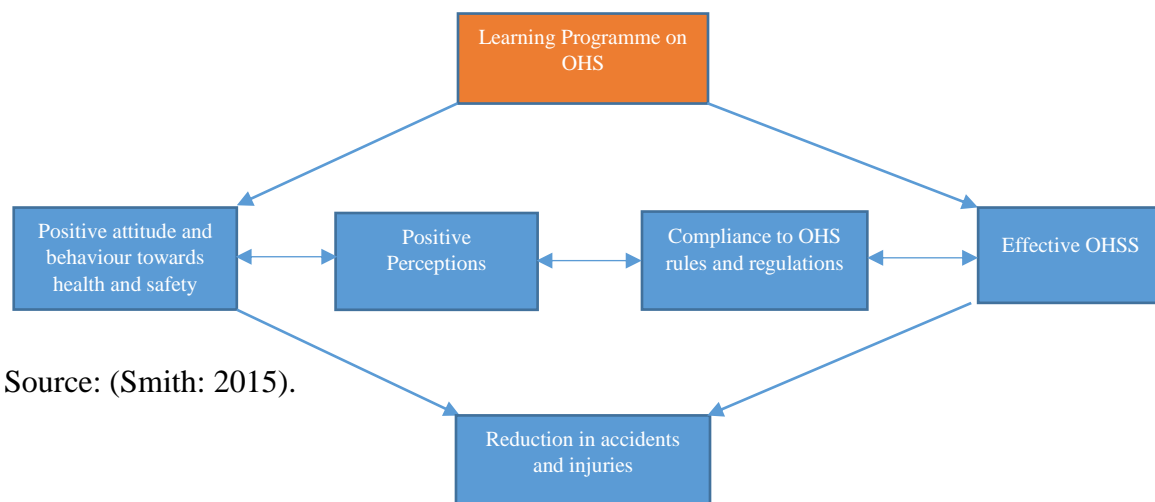 Learning Programme on
OHS
Positive attitude and
behaviour towards
health and safety
Positive
Perceptions
Compliance to OHS
rules and regulations
Effective OHSS
Source: (Smith: 2015).
Reduction in accidents
and injuries